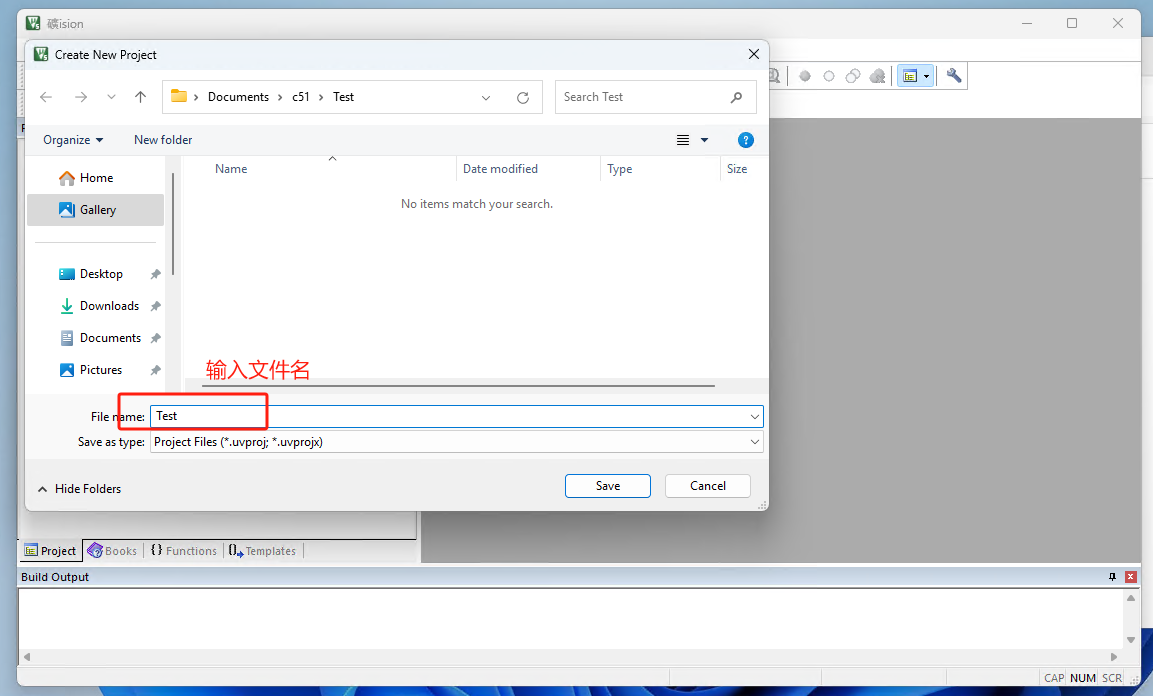 礦ision
Create New Project
Documents > c51 > Test
Search Test
Organize
New folder
Name
Date modified
Type
Size
No items match your search.
Home
Gallery
Desktop
Downloads
Documents
Pictures
输入文件名
File name: Test
Save as type: Project Files (*.uvproj; *.uvprojx)
Hide Folders
Save
Cancel
Project
Books
{} Functions
Templates
Build Output
CAP NUM SCR